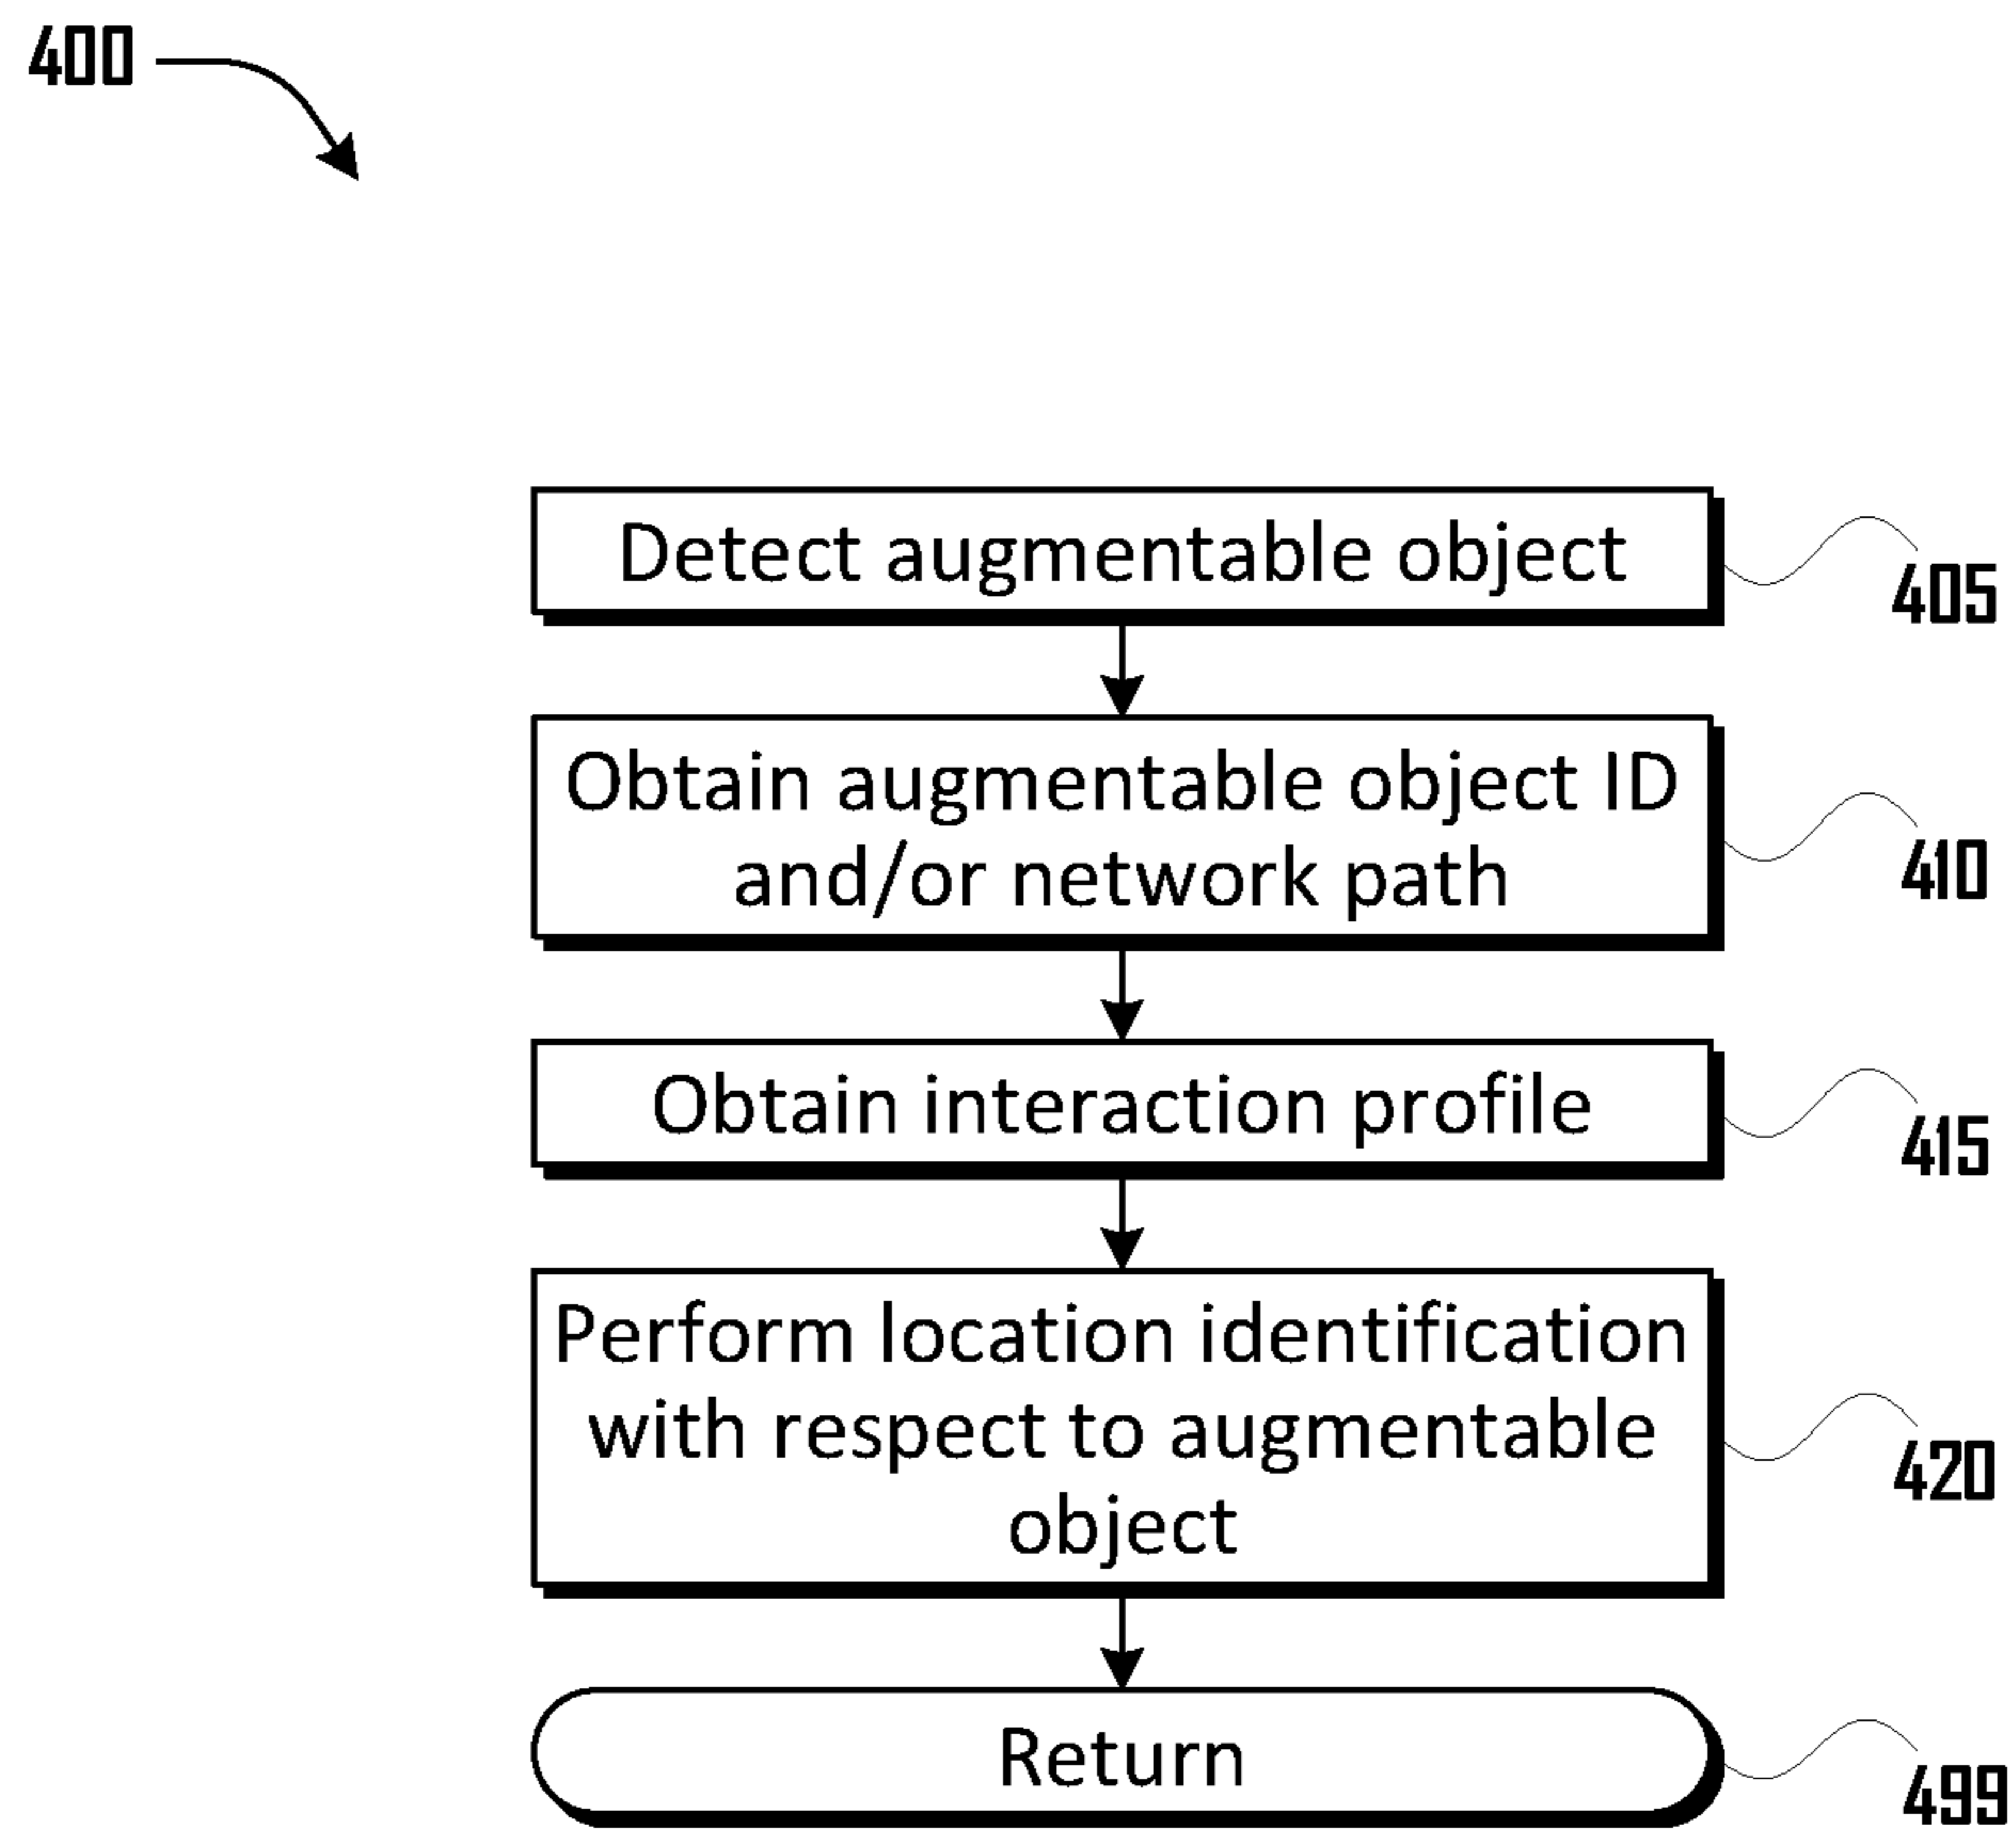 400
Detect augmentable object
405
Obtain augmentable object ID
and/or network path
410
Obtain interaction profile
415
Perform location identification
with respect to augmentable
object
420
Return
499